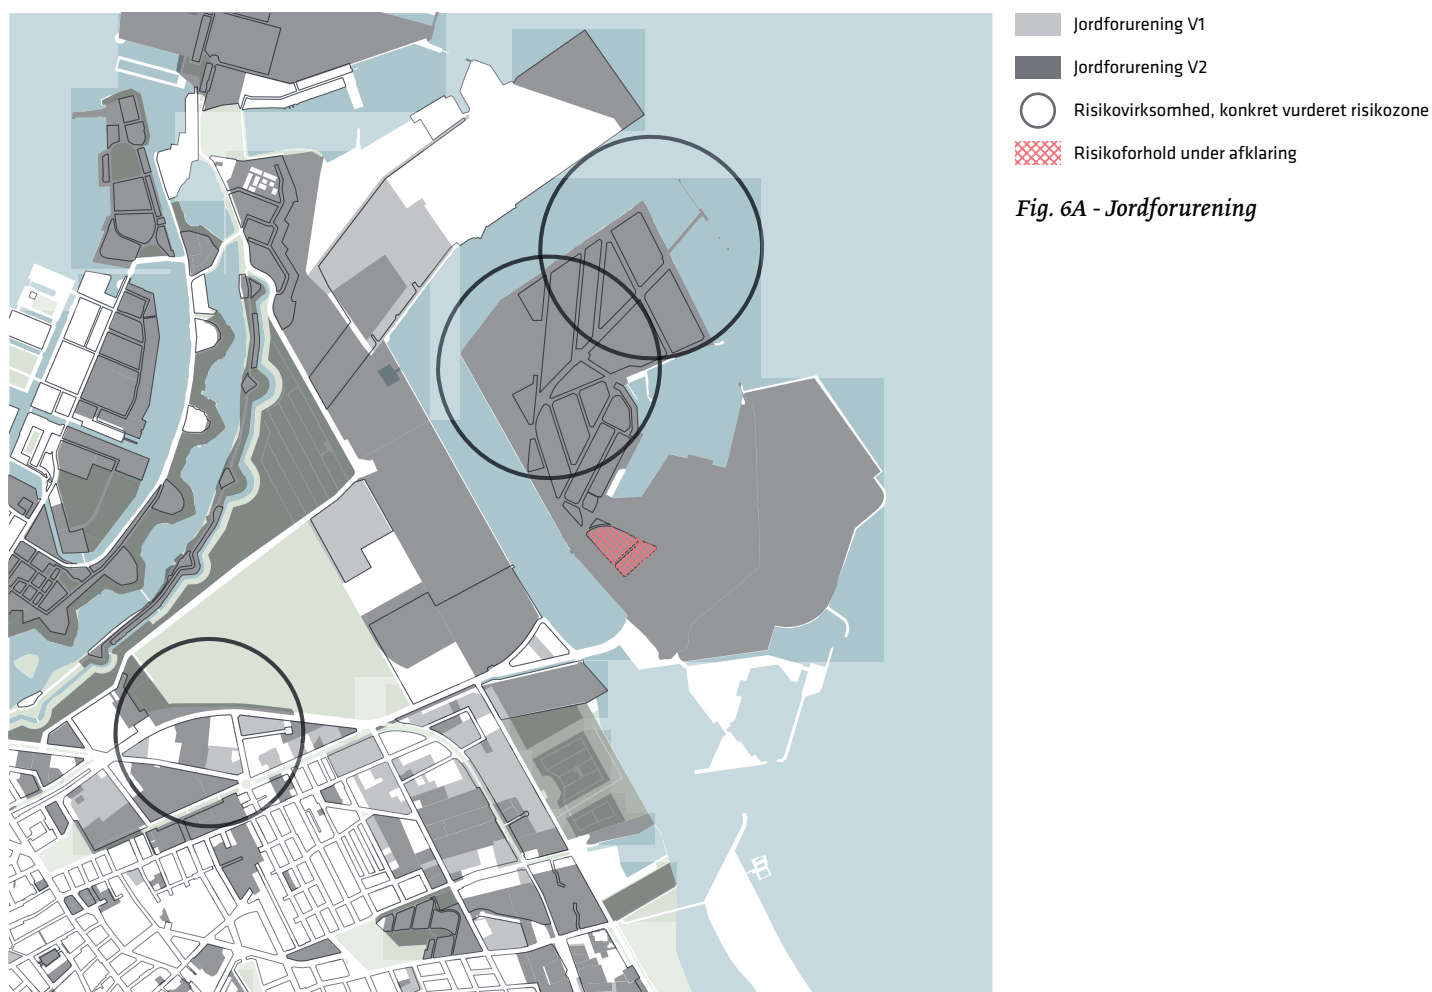 Jordforurening V1
Jordforurening V2
Risikovirksomhed, konkret vurderet risikozone
Risikoforhold under afklaring
Fig. 6A - Jordforurening